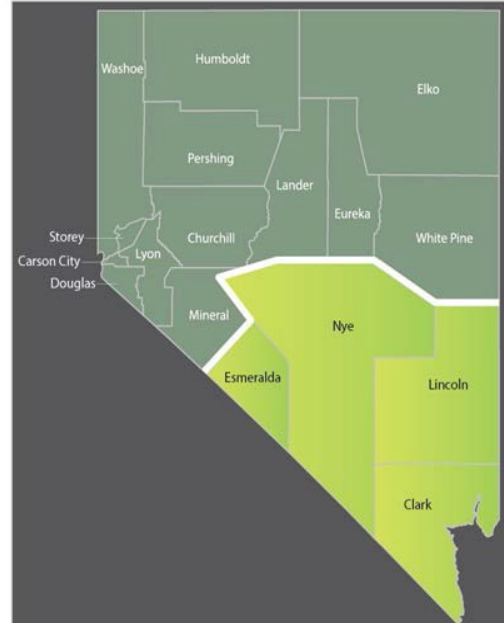 Washoe
Humboldt
Elko
Pershing
Lander
Eureka
White Pine
Churchill
Storey
Lyon
Carson City
Douglas
Mineral
Nye
Esmeralda
Lincoln
Clark